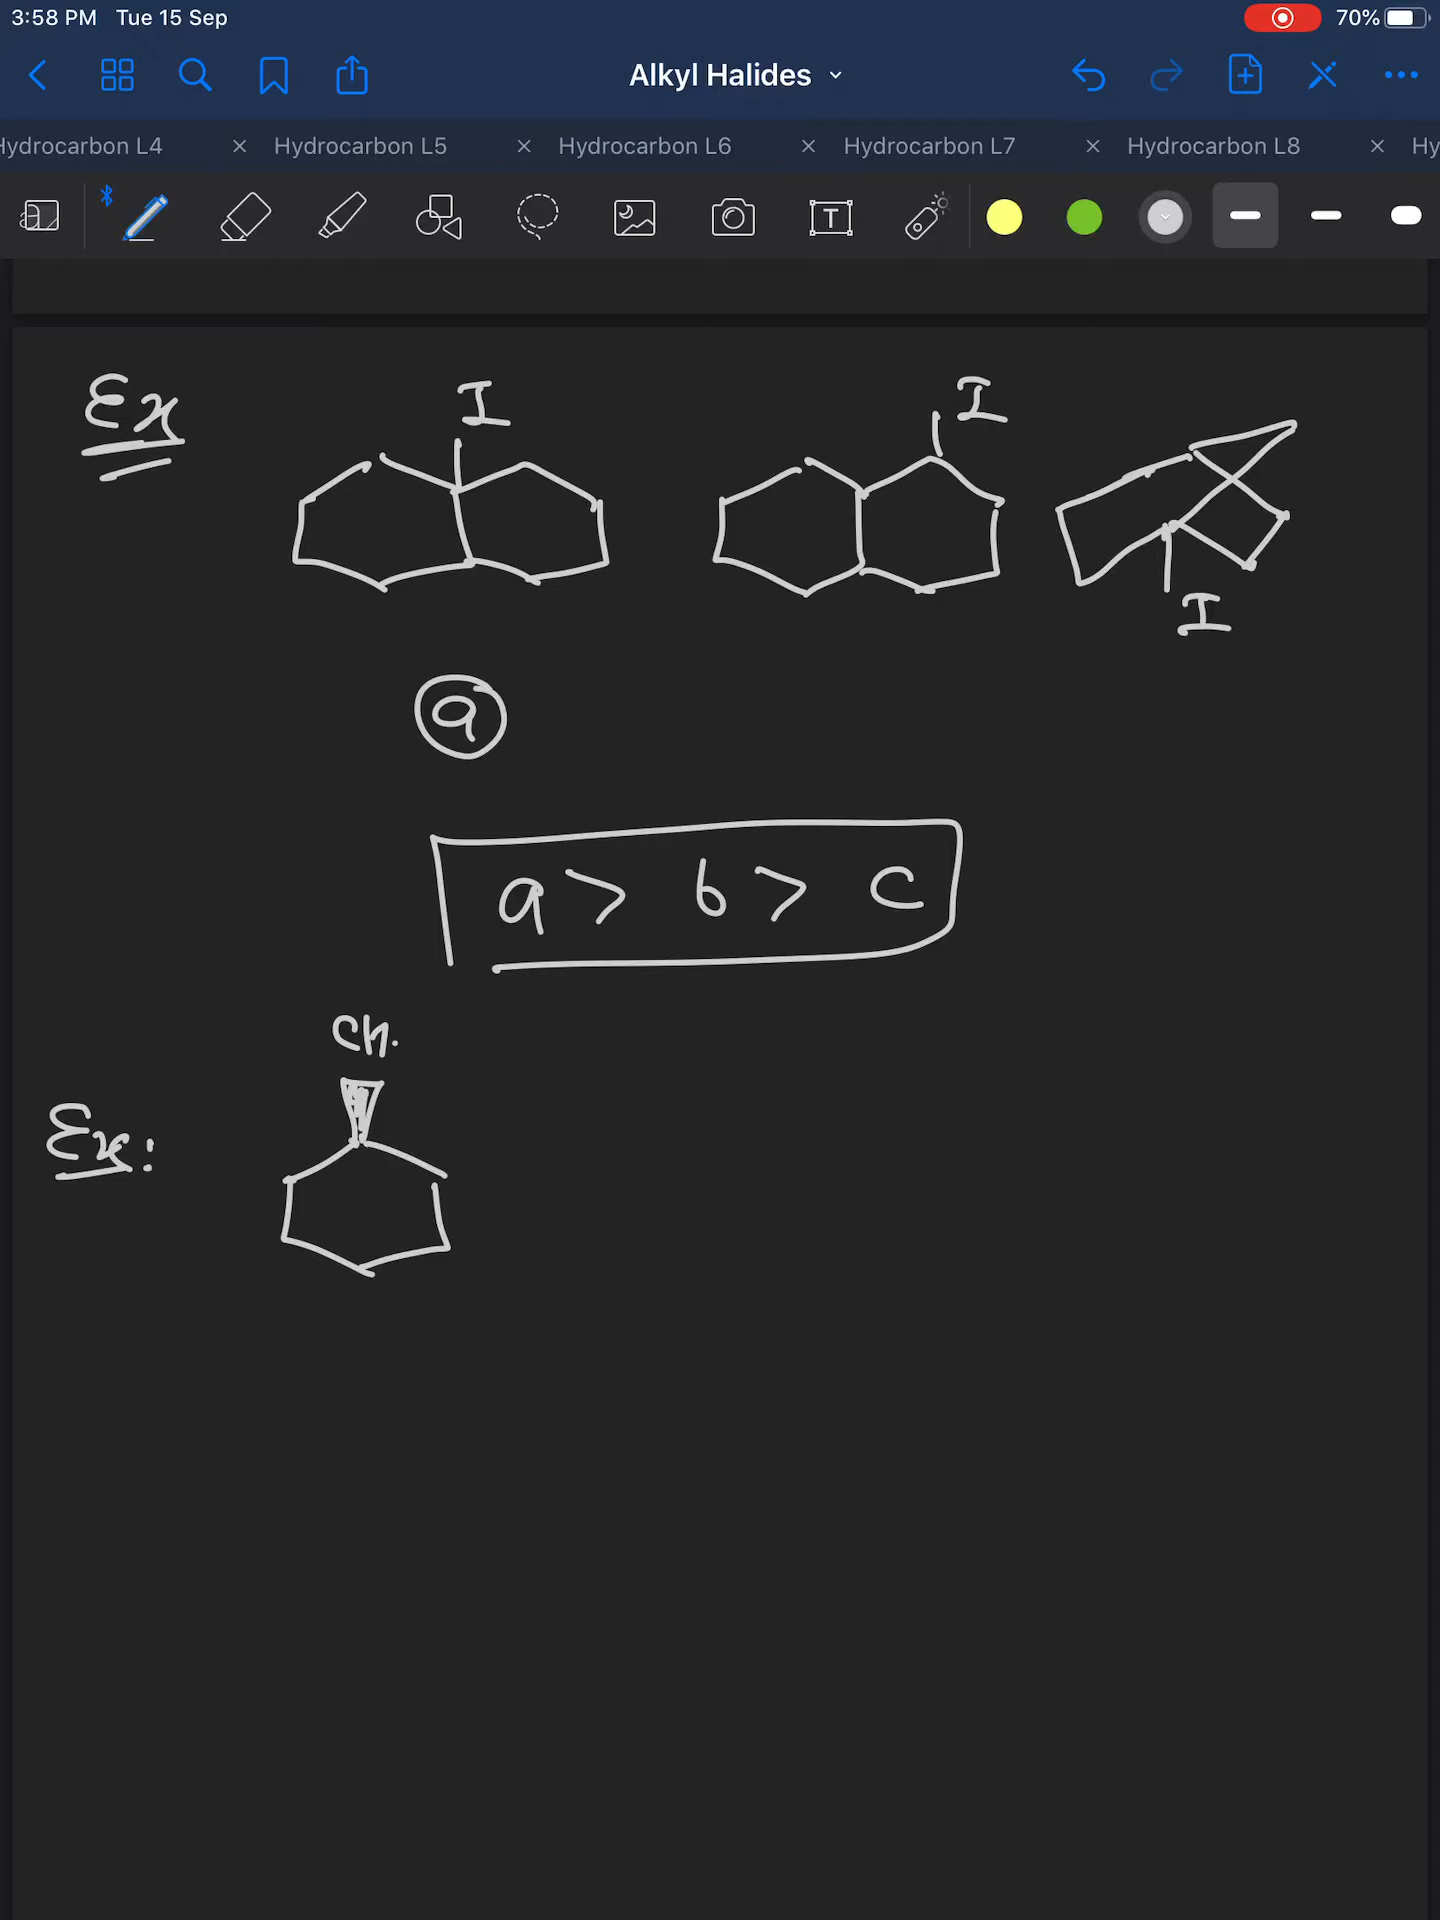 3:58 PM Tue 15 Sep 70%
Alkyl Halides
Hydrocarbon L4 × Hydrocarbon L5 × Hydrocarbon L6 × Hydrocarbon L7 × Hydrocarbon L8 × Hy
a T
Ex I I
I
a
a > b > c
CH.
Ex: